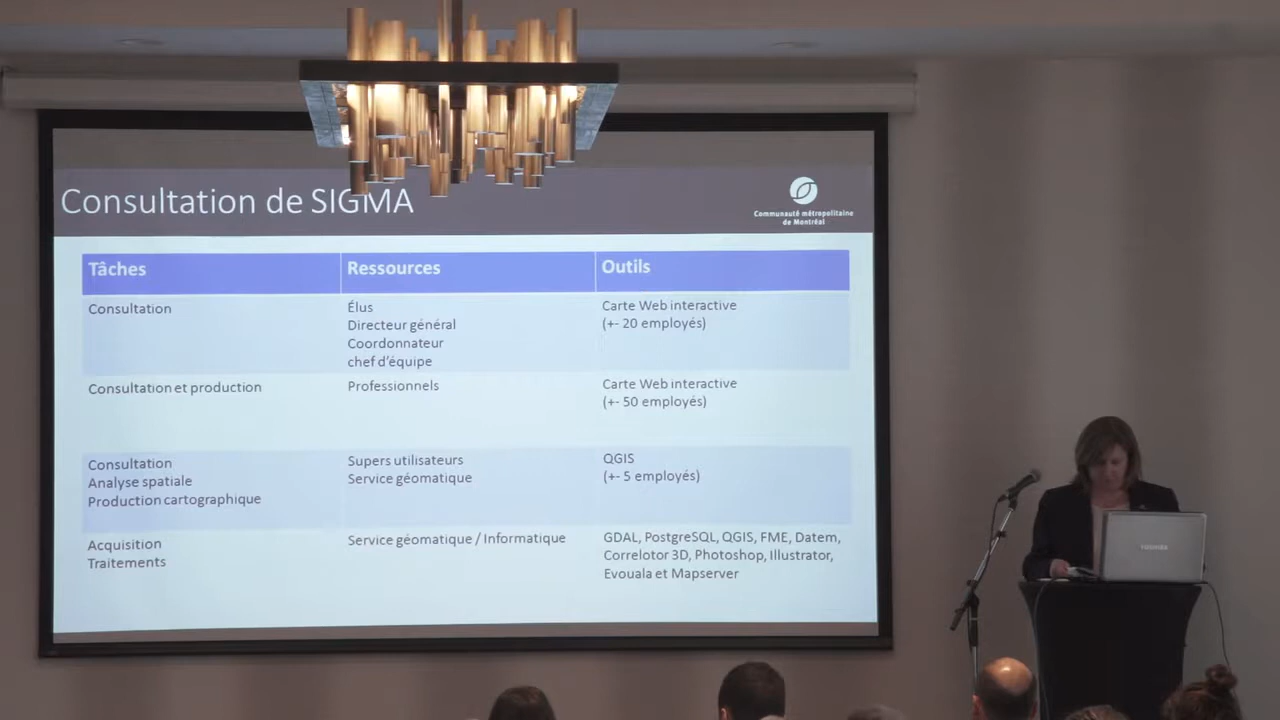 Consultation de SIGMA
Communauté métropolitaine
de Montréal
Tâches
Ressources
Outils
Consultation
Élus
Directeur général
Coordonnateur
chef d'équipe
Carte Web interactive
(+- 20 employés)
Consultation et production
Professionnels
Carte Web interactive
(+- 50 employés)
Consultation
Analyse spatiale
Production cartographique
Supers utilisateurs
Service géomatique
QGIS
(+- 5 employés)
Acquisition
Traitements
Service géomatique / Informatique
GDAL, PostgreSQL, QGIS, FME, Datem,
Correlotor 3D, Photoshop, Illustrator,
Evouala et Mapserver
TOSHIBA